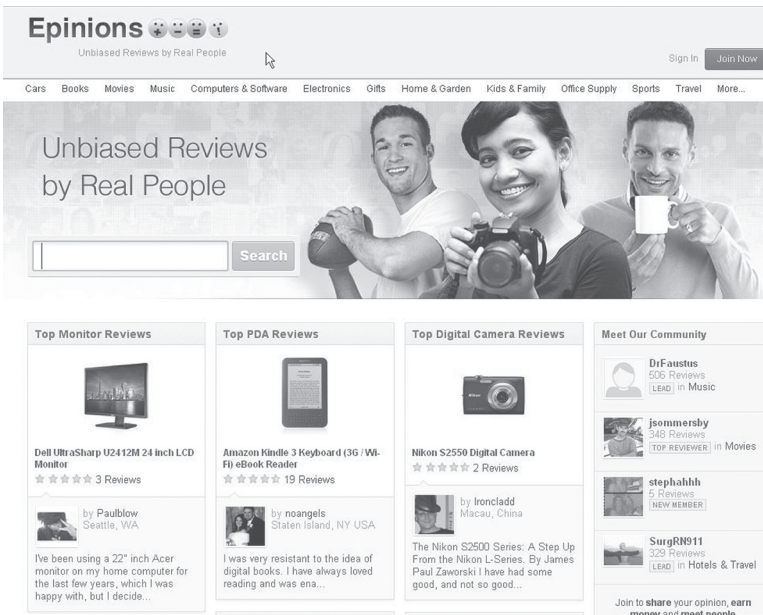 Epinions
Unbiased Reviews by Real People
Sign In
Join Now
Cars Books Movies Music Computers & Software Electronics Gifts Home & Garden Kids & Family Office Supply Sports Travel More...
Unbiased Reviews
by Real People
Search
Top Monitor Reviews
Dell UltraSharp U2412M 24 inch LCD
Monitor
3 Reviews
by Paulblow
Seattle, WA
I've been using a 22" inch Acer
monitor on my home computer for
the last few years, which I was
happy with, but I decide...
Top PDA Reviews
Amazon Kindle 3 Keyboard (3G / Wi-
Fi) eBook Reader
19 Reviews
by noangels
Staten Island, NY USA
I was very resistant to the idea of
digital books. I have always loved
reading and was ena...
Top Digital Camera Reviews
Nikon
Nikon S2550 Digital Camera
2 Reviews
by Ironcladd
Macau, China
The Nikon S2500 Series: A Step Up
From the Nikon L-Series. By James
Paul Zaworski I have had some
good, and not so good...
Meet Our Community
DrFaustus
506 Reviews
LEAD in Music
jsommersby
348 Reviews
TOP REVIEWER in Movies
stephahhh
5 Reviews
NEW MEMBER
SurgRN911
329 Reviews
LEAD in Hotels & Travel
Join to share your opinion, earn
money and meet people